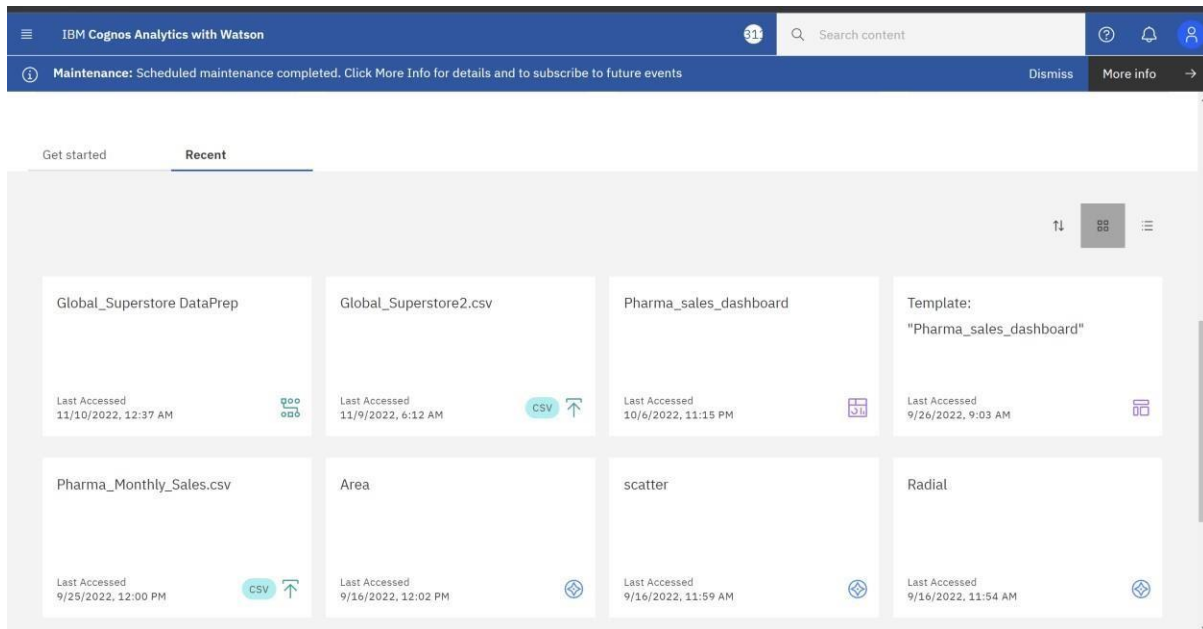 IBM Cognos Analytics with Watson
Search content
Maintenance: Scheduled maintenance completed. Click More Info for details and to subscribe to future events
Dismiss
More info
Get started
Recent
Global_Superstore DataPrep
Last Accessed
11/10/2022, 12:37 AM
Global_Superstore2.csv
Last Accessed
11/9/2022, 6:12 AM
CSV
Pharma_sales_dashboard
Last Accessed
10/6/2022, 11:15 PM
Template:
"Pharma_sales_dashboard"
Last Accessed
9/26/2022, 9:03 AM
Pharma_Monthly_Sales.csv
Last Accessed
9/25/2022, 12:00 PM
CSV
Area
Last Accessed
9/16/2022, 12:02 PM
scatter
Last Accessed
9/16/2022, 11:59 AM
Radial
Last Accessed
9/16/2022, 11:54 AM